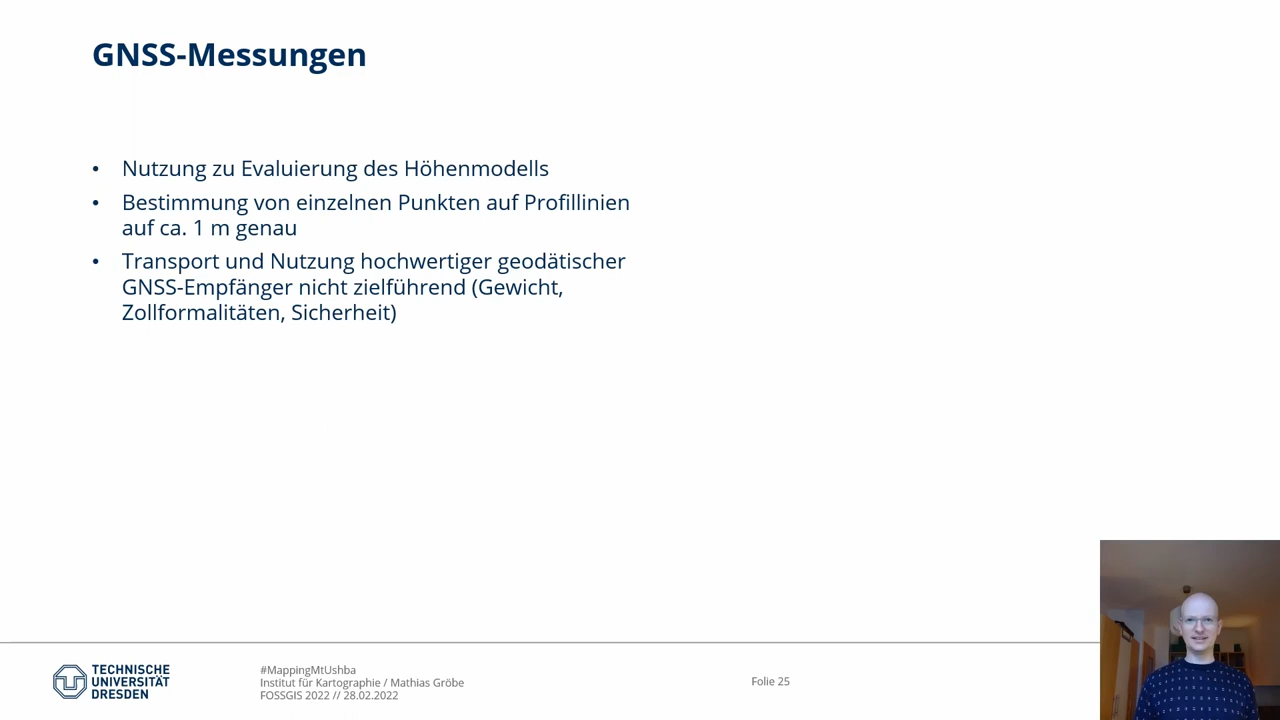 GNSS-Messungen
• Nutzung zu Evaluierung des Höhenmodells
• Bestimmung von einzelnen Punkten auf Profillinien
auf ca. 1 m genau
• Transport und Nutzung hochwertiger geodätischer
GNSS-Empfänger nicht zielführend (Gewicht,
Zollformalitäten, Sicherheit)
TECHNISCHE
UNIVERSITÄT
DRESDEN
#MappingMtUshba
Institut für Kartographie / Mathias Gröbe
FOSSGIS 2022 // 28.02.2022
Folie 25